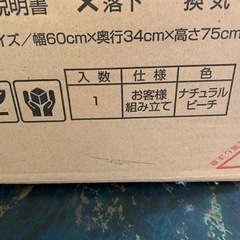 説明書 ×落下 換気
イズ／幅60cm×奥行34cm×高さ75cm
入数 仕様 色
1 お客様 ナチュラル
組み立て ピーチ